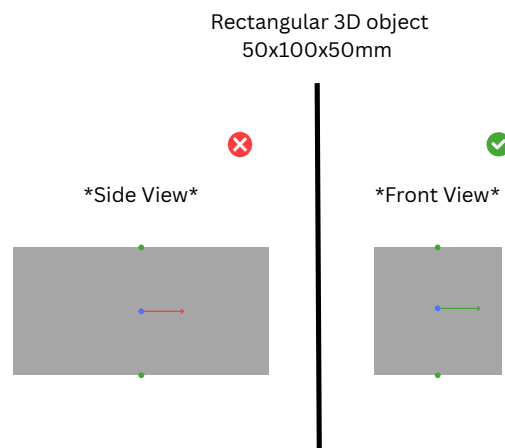 Rectangular 3D object
50x100x50mm
*Side View*
*Front View*